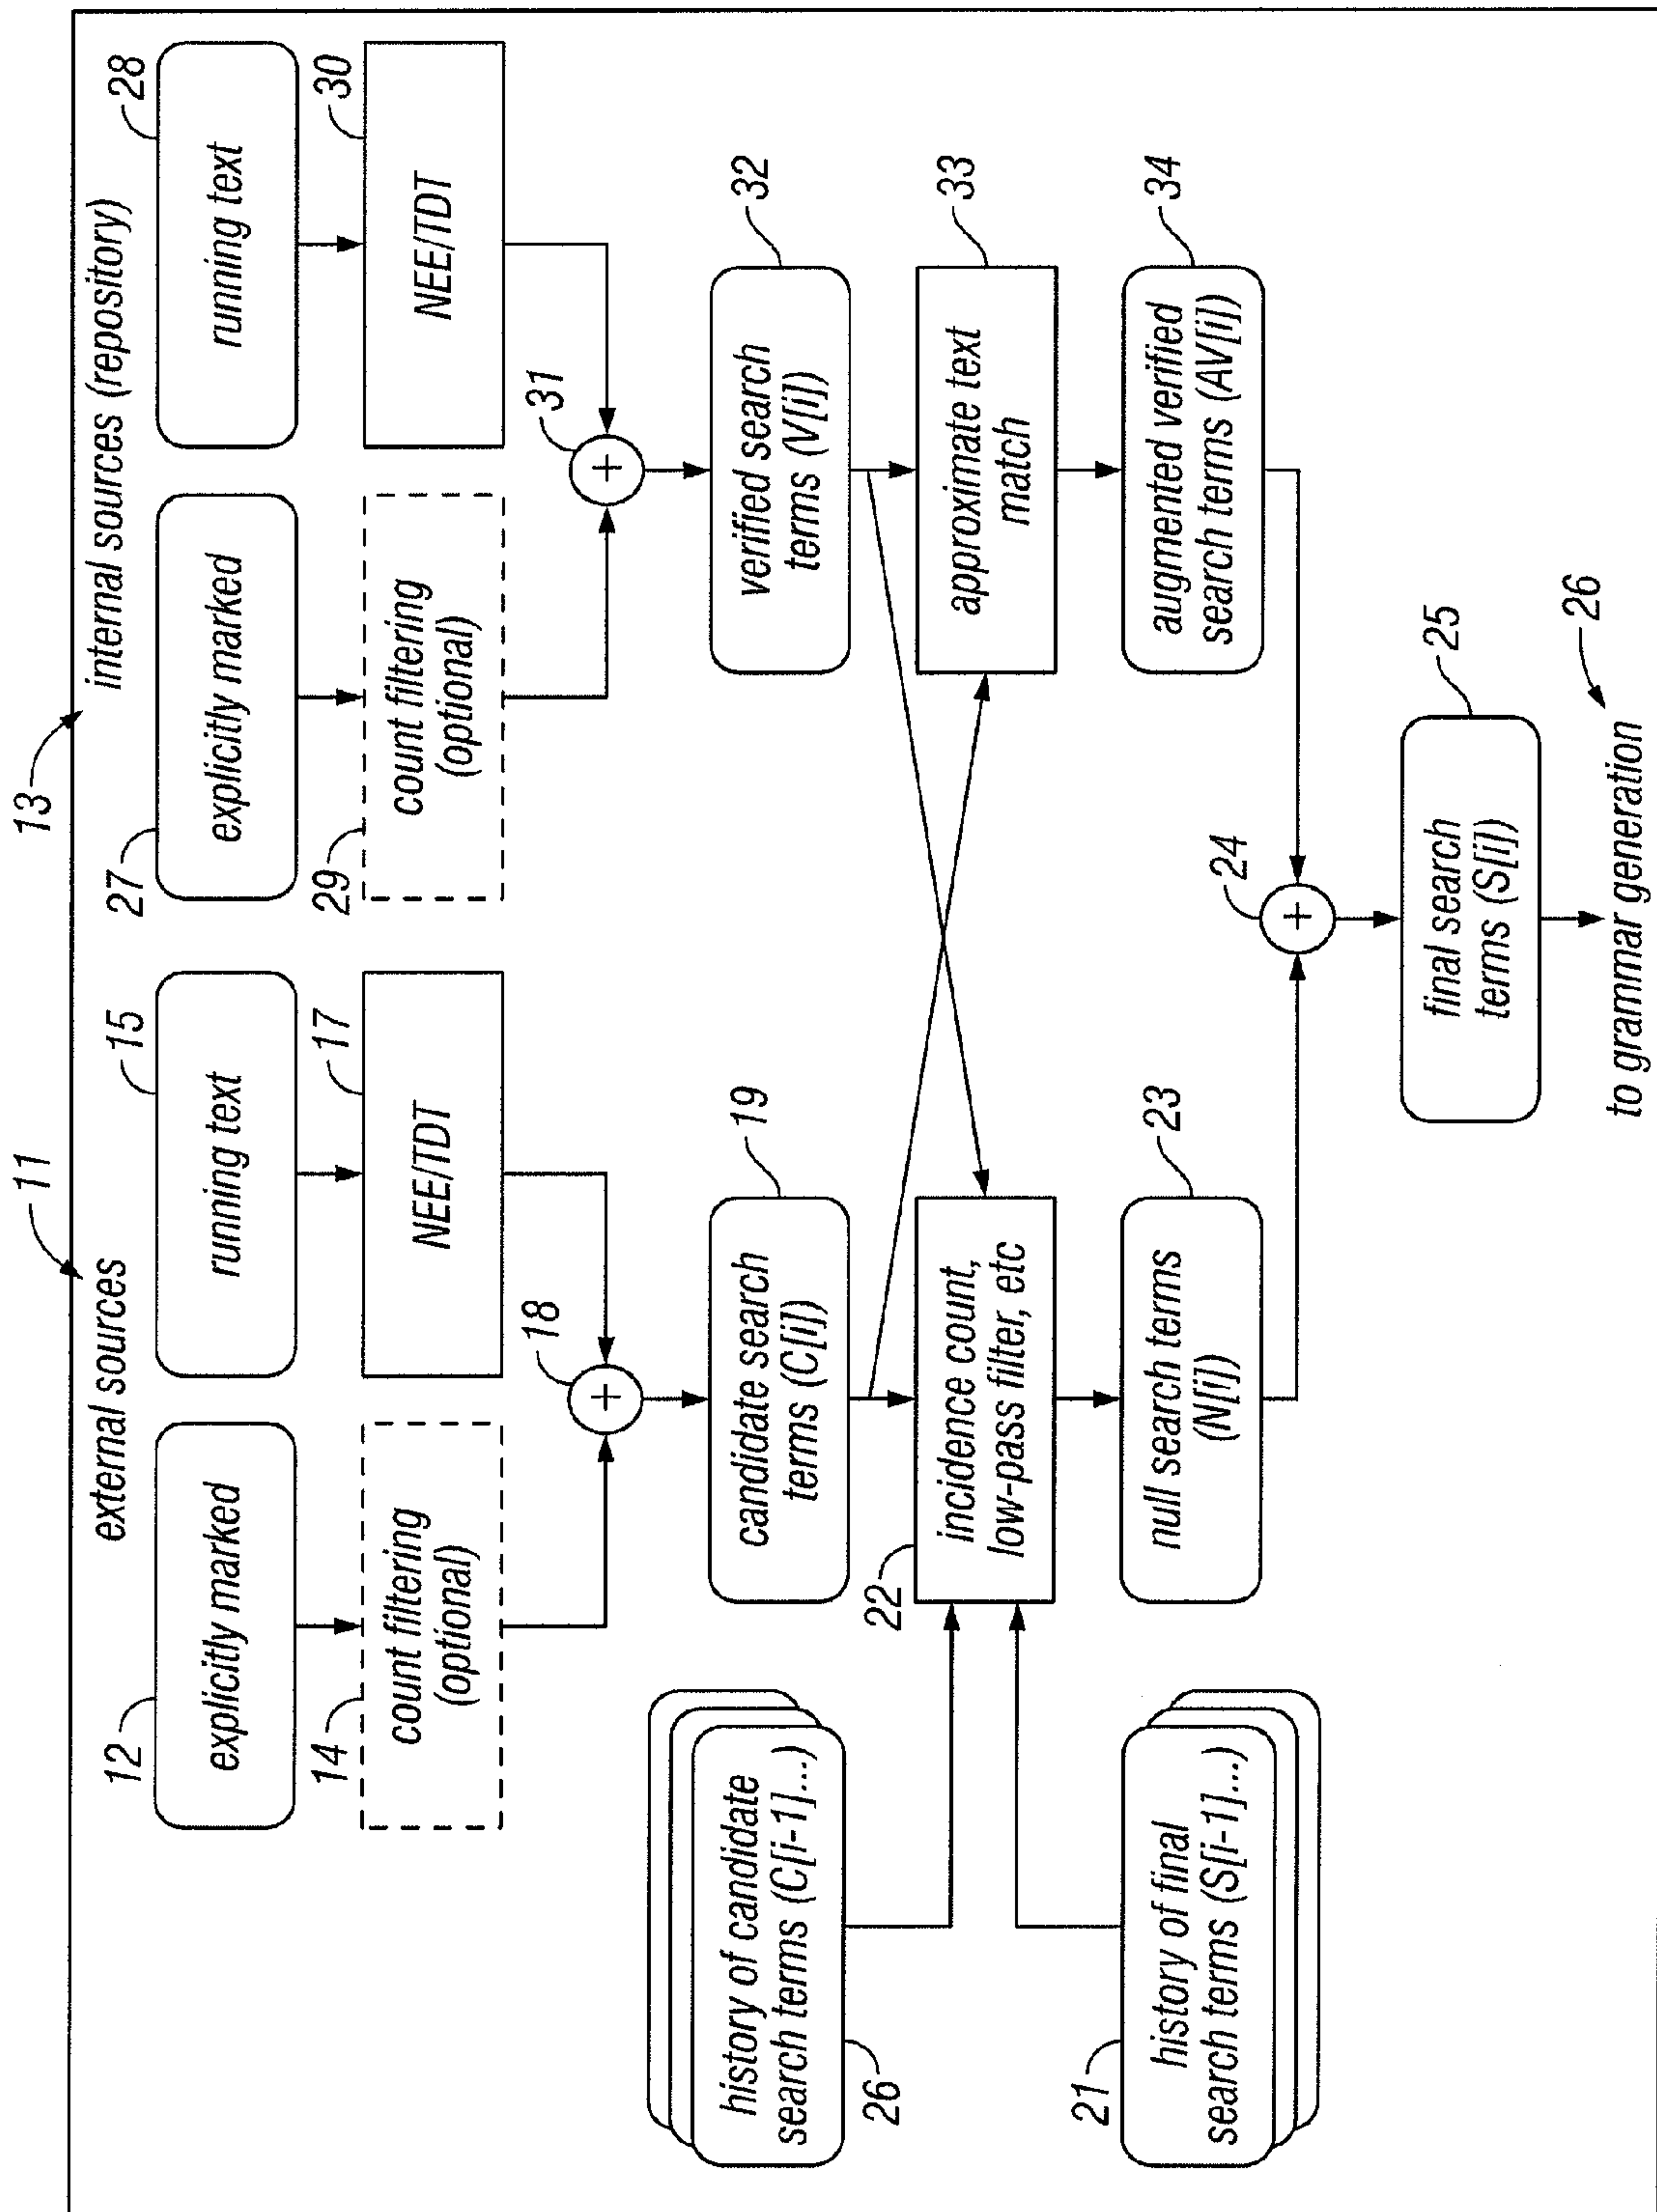 11
13
external sources
internal sources (repository)
12
explicitly marked
15
running text
27
explicitly marked
28
running text
14
count filtering
(optional)
17
NEE/TDT
29
count filtering
(optional)
30
NEE/TDT
18
+
31
+
history of candidate
search terms (C[i-1]...)
26
candidate search
terms (C[i])
19
verified search
terms (V[i])
32
22
incidence count,
low-pass filter, etc
approximate text
match
33
21
history of final
search terms (S[i-1]...)
null search terms
(N[i])
23
augmented verified
search terms (AV[i])
34
24
+
final search
terms (S[i])
25
to grammar generation
26